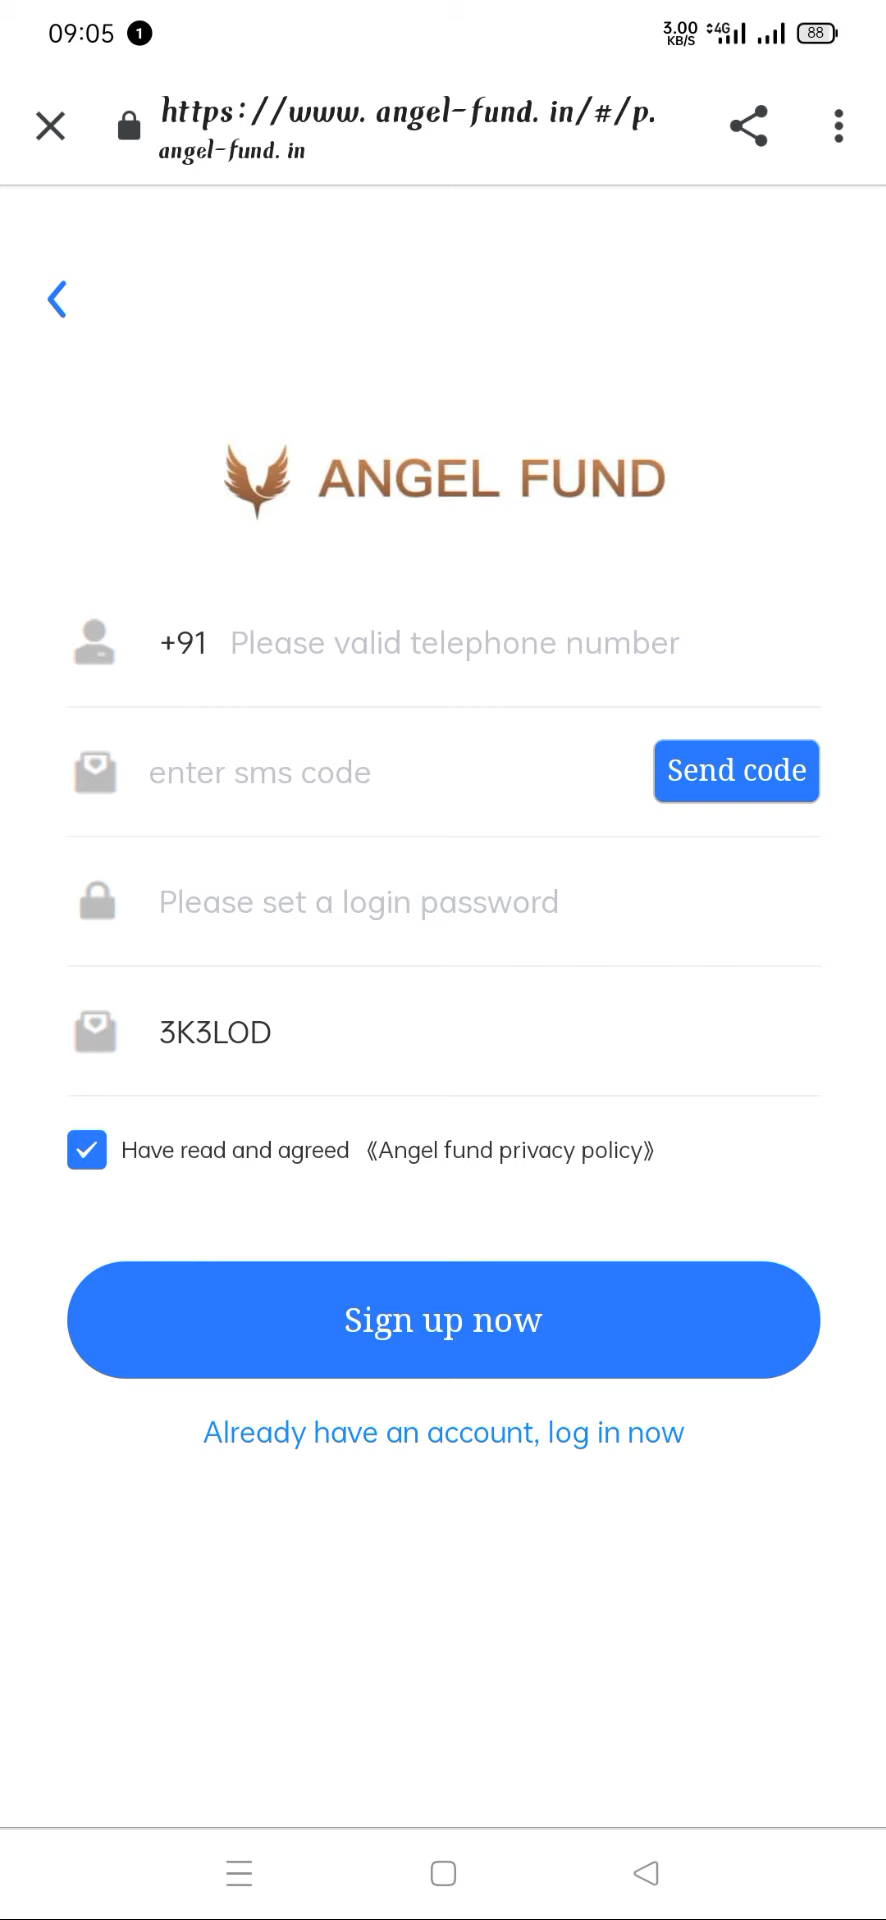 09:05 1 3.00 KB/S 4G 88
https://www. angel-fund. in/#/p.
angel-fund. in
ANGEL FUND
+91 Please valid telephone number
enter sms code Send code
Please set a login password
3K3LOD
Have read and agreed 《Angel fund privacy policy》
Sign up now
Already have an account, log in now